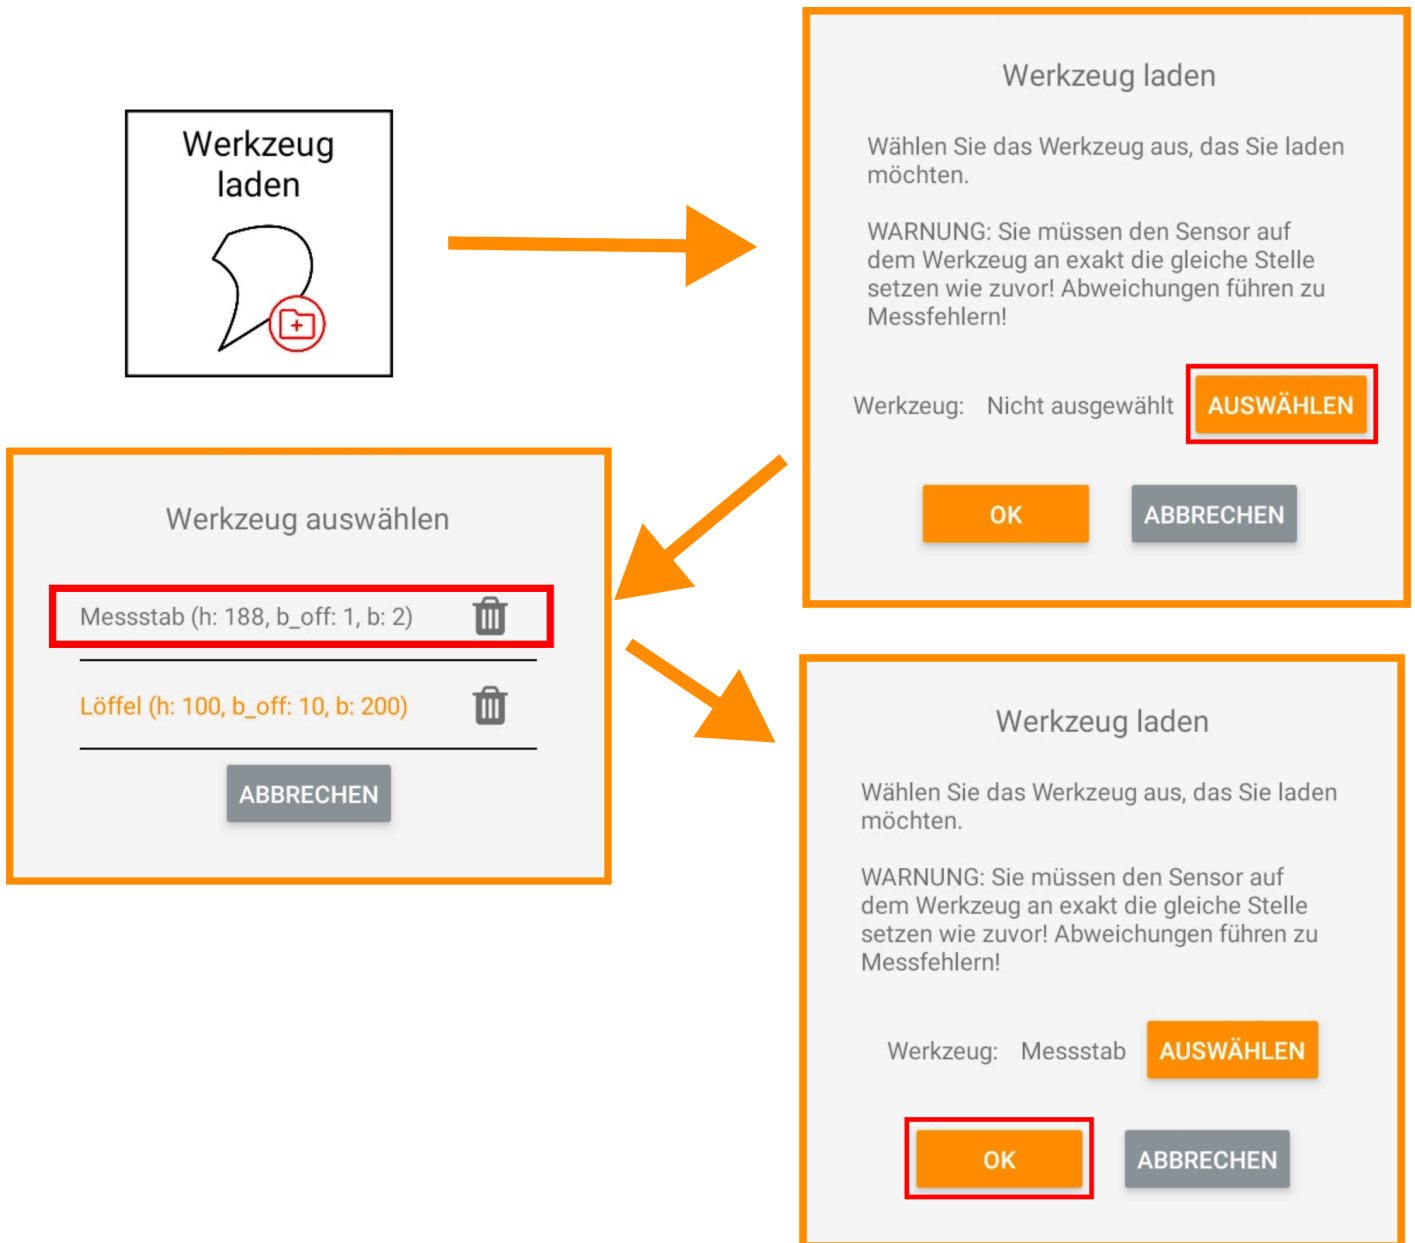 Werkzeug
laden
Werkzeug laden
Wählen Sie das Werkzeug aus, das Sie laden
möchten.
WARNUNG: Sie müssen den Sensor auf
dem Werkzeug an exakt die gleiche Stelle
setzen wie zuvor! Abweichungen führen zu
Messfehlern!
Werkzeug: Nicht ausgewählt AUSWÄHLEN
OK ABBRECHEN
Werkzeug auswählen
Messstab (h: 188, b_off: 1, b: 2)
Löffel (h: 100, b_off: 10, b: 200)
ABBRECHEN
Werkzeug laden
Wählen Sie das Werkzeug aus, das Sie laden
möchten.
WARNUNG: Sie müssen den Sensor auf
dem Werkzeug an exakt die gleiche Stelle
setzen wie zuvor! Abweichungen führen zu
Messfehlern!
Werkzeug: Messstab AUSWÄHLEN
OK ABBRECHEN